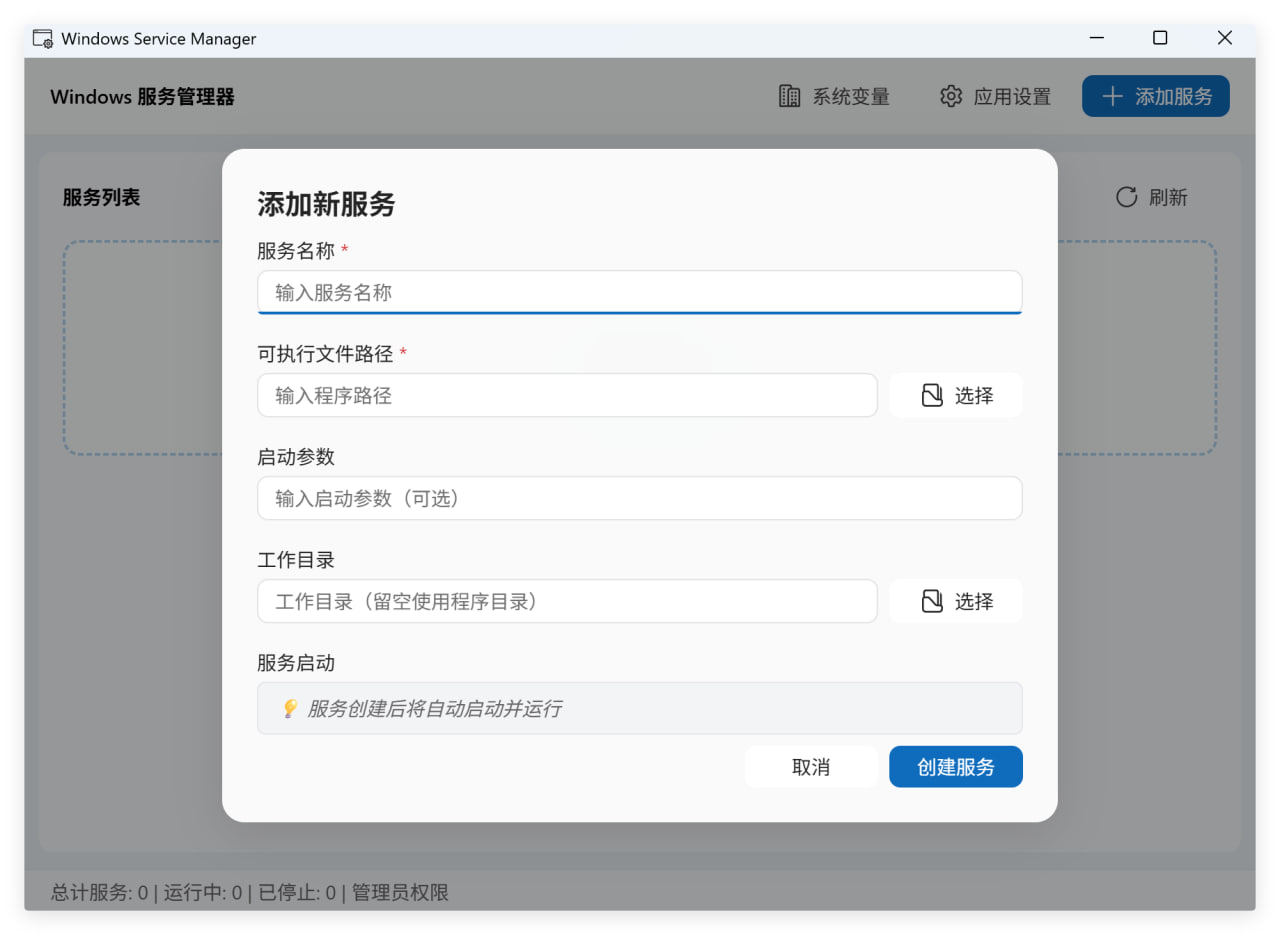 Windows Service Manager
Windows 服务管理器
系统变量
应用设置
添加服务
服务列表
刷新
添加新服务
服务名称 *
输入服务名称
可执行文件路径 *
输入程序路径
选择
启动参数
输入启动参数（可选）
工作目录
工作目录（留空使用程序目录）
选择
服务启动
💡 服务创建后将自动启动并运行
取消
创建服务
总计服务: 0 | 运行中: 0 | 已停止: 0 | 管理员权限